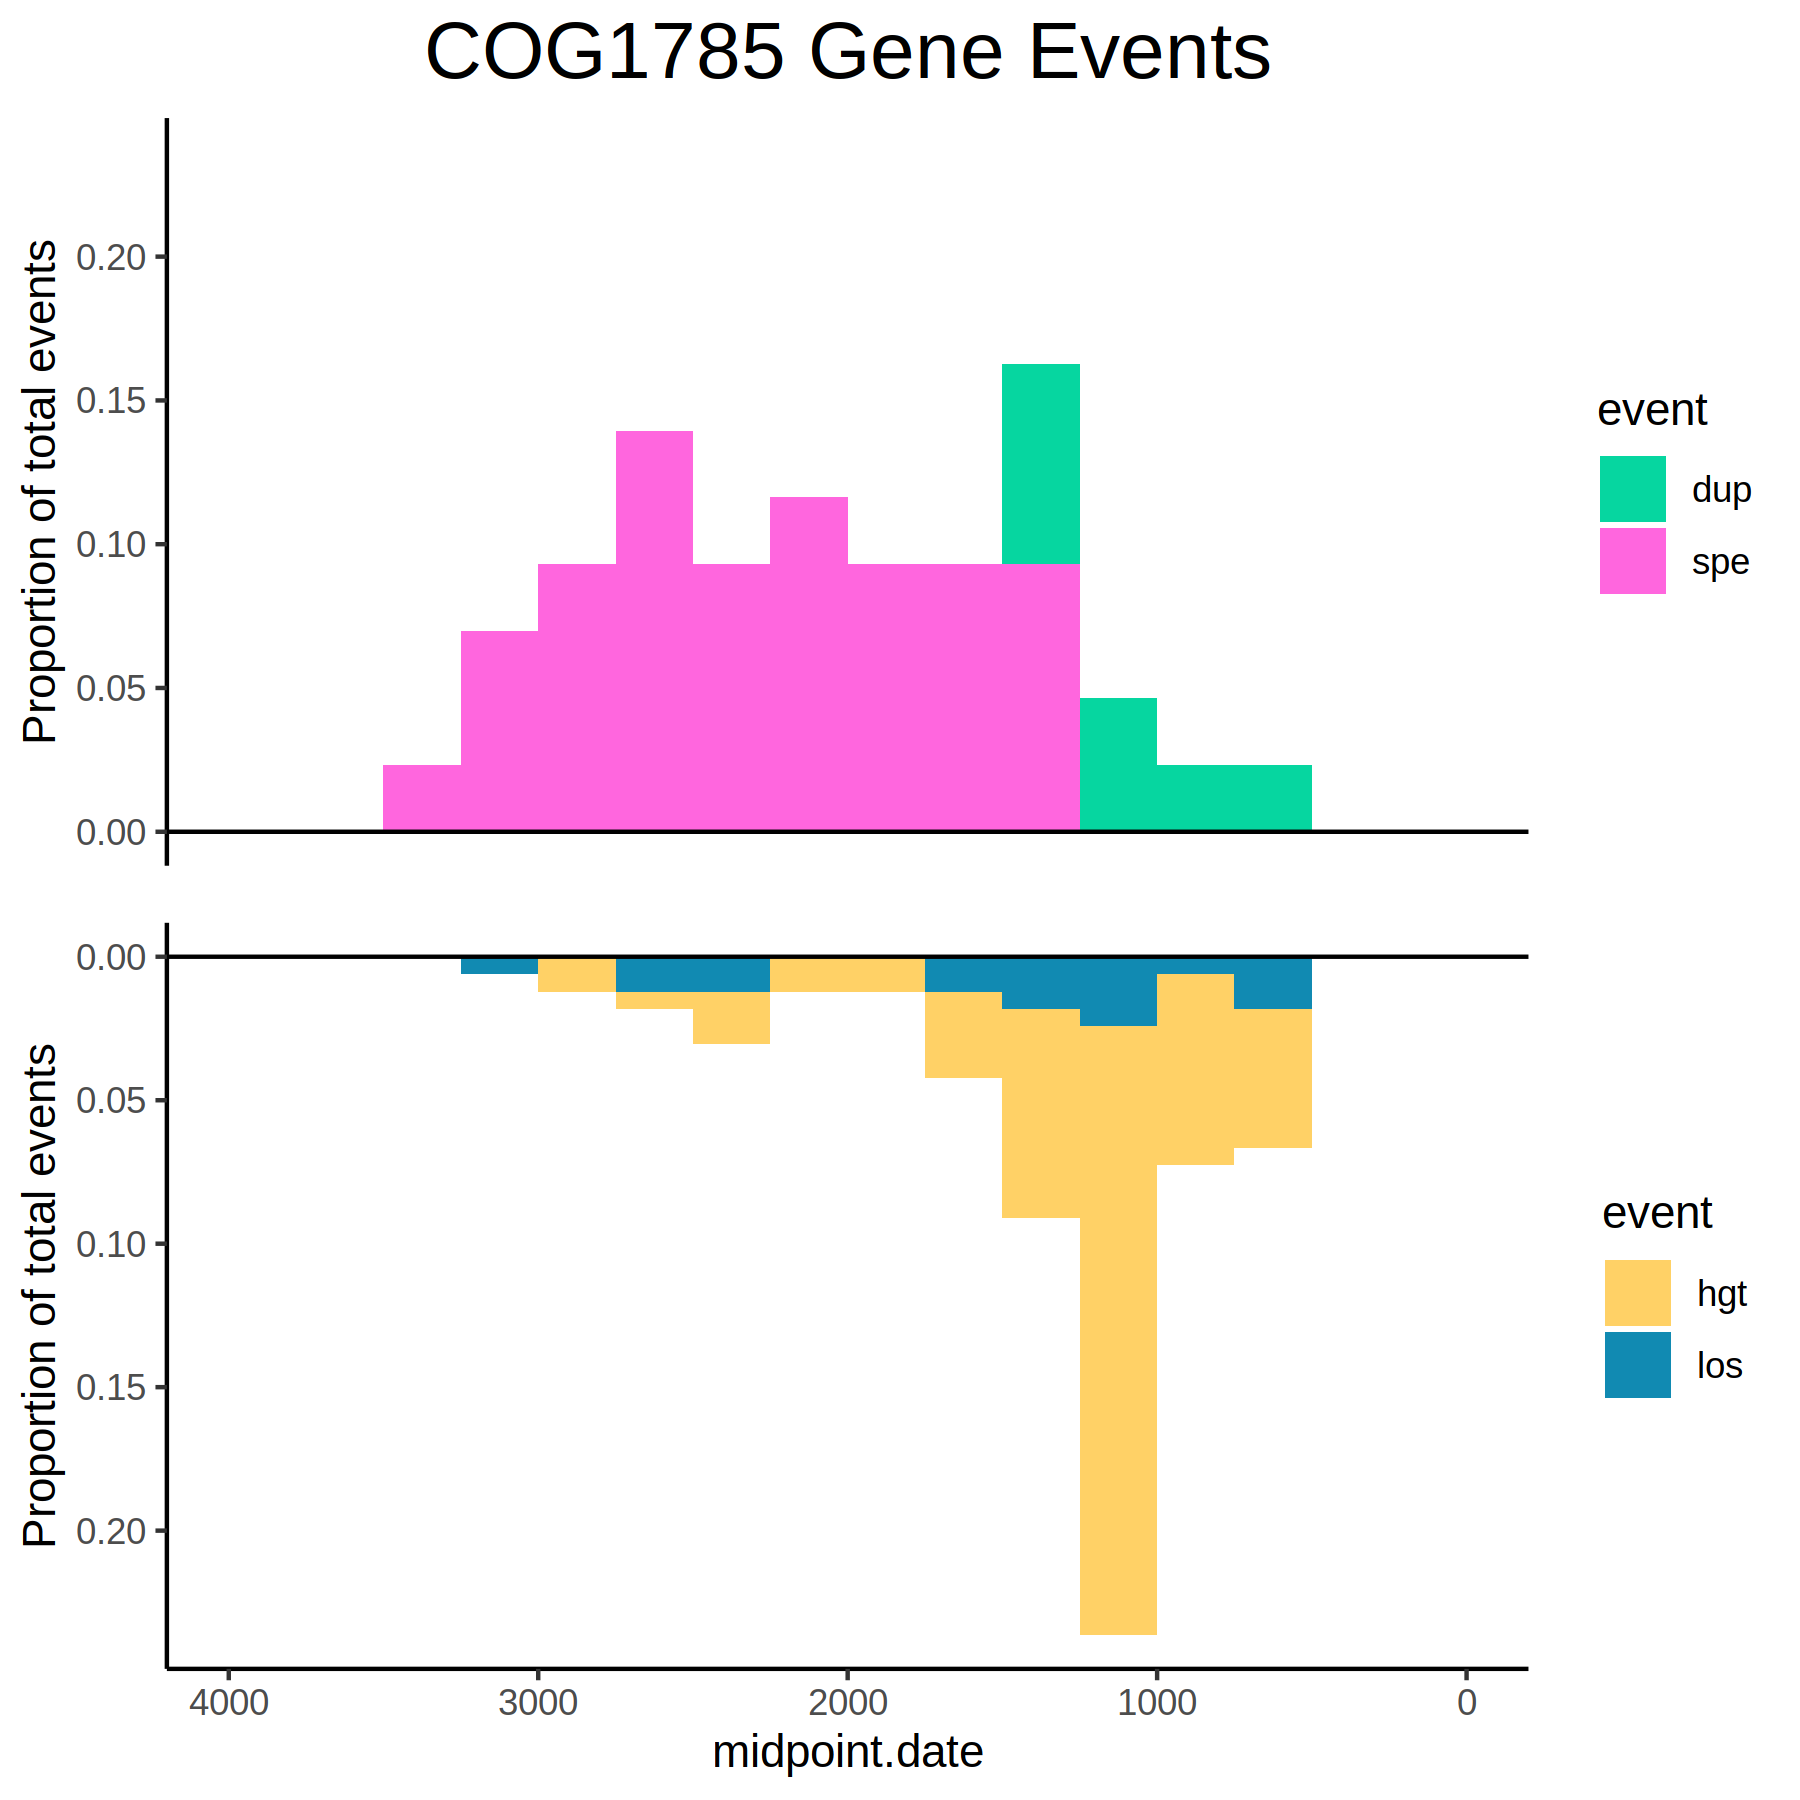 COG1785 Gene Events
Proportion of total events
0.20
0.15
0.10
0.05
0.00
event
dup
spe
Proportion of total events
0.00
0.05
0.10
0.15
0.20
event
hgt
los
4000 3000 2000 1000 0
midpoint.date